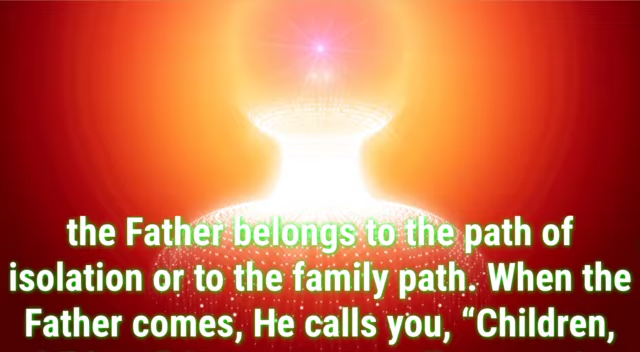 the Father belongs to the path of
isolation or to the family path. When the
Father comes, He calls you, “Children,